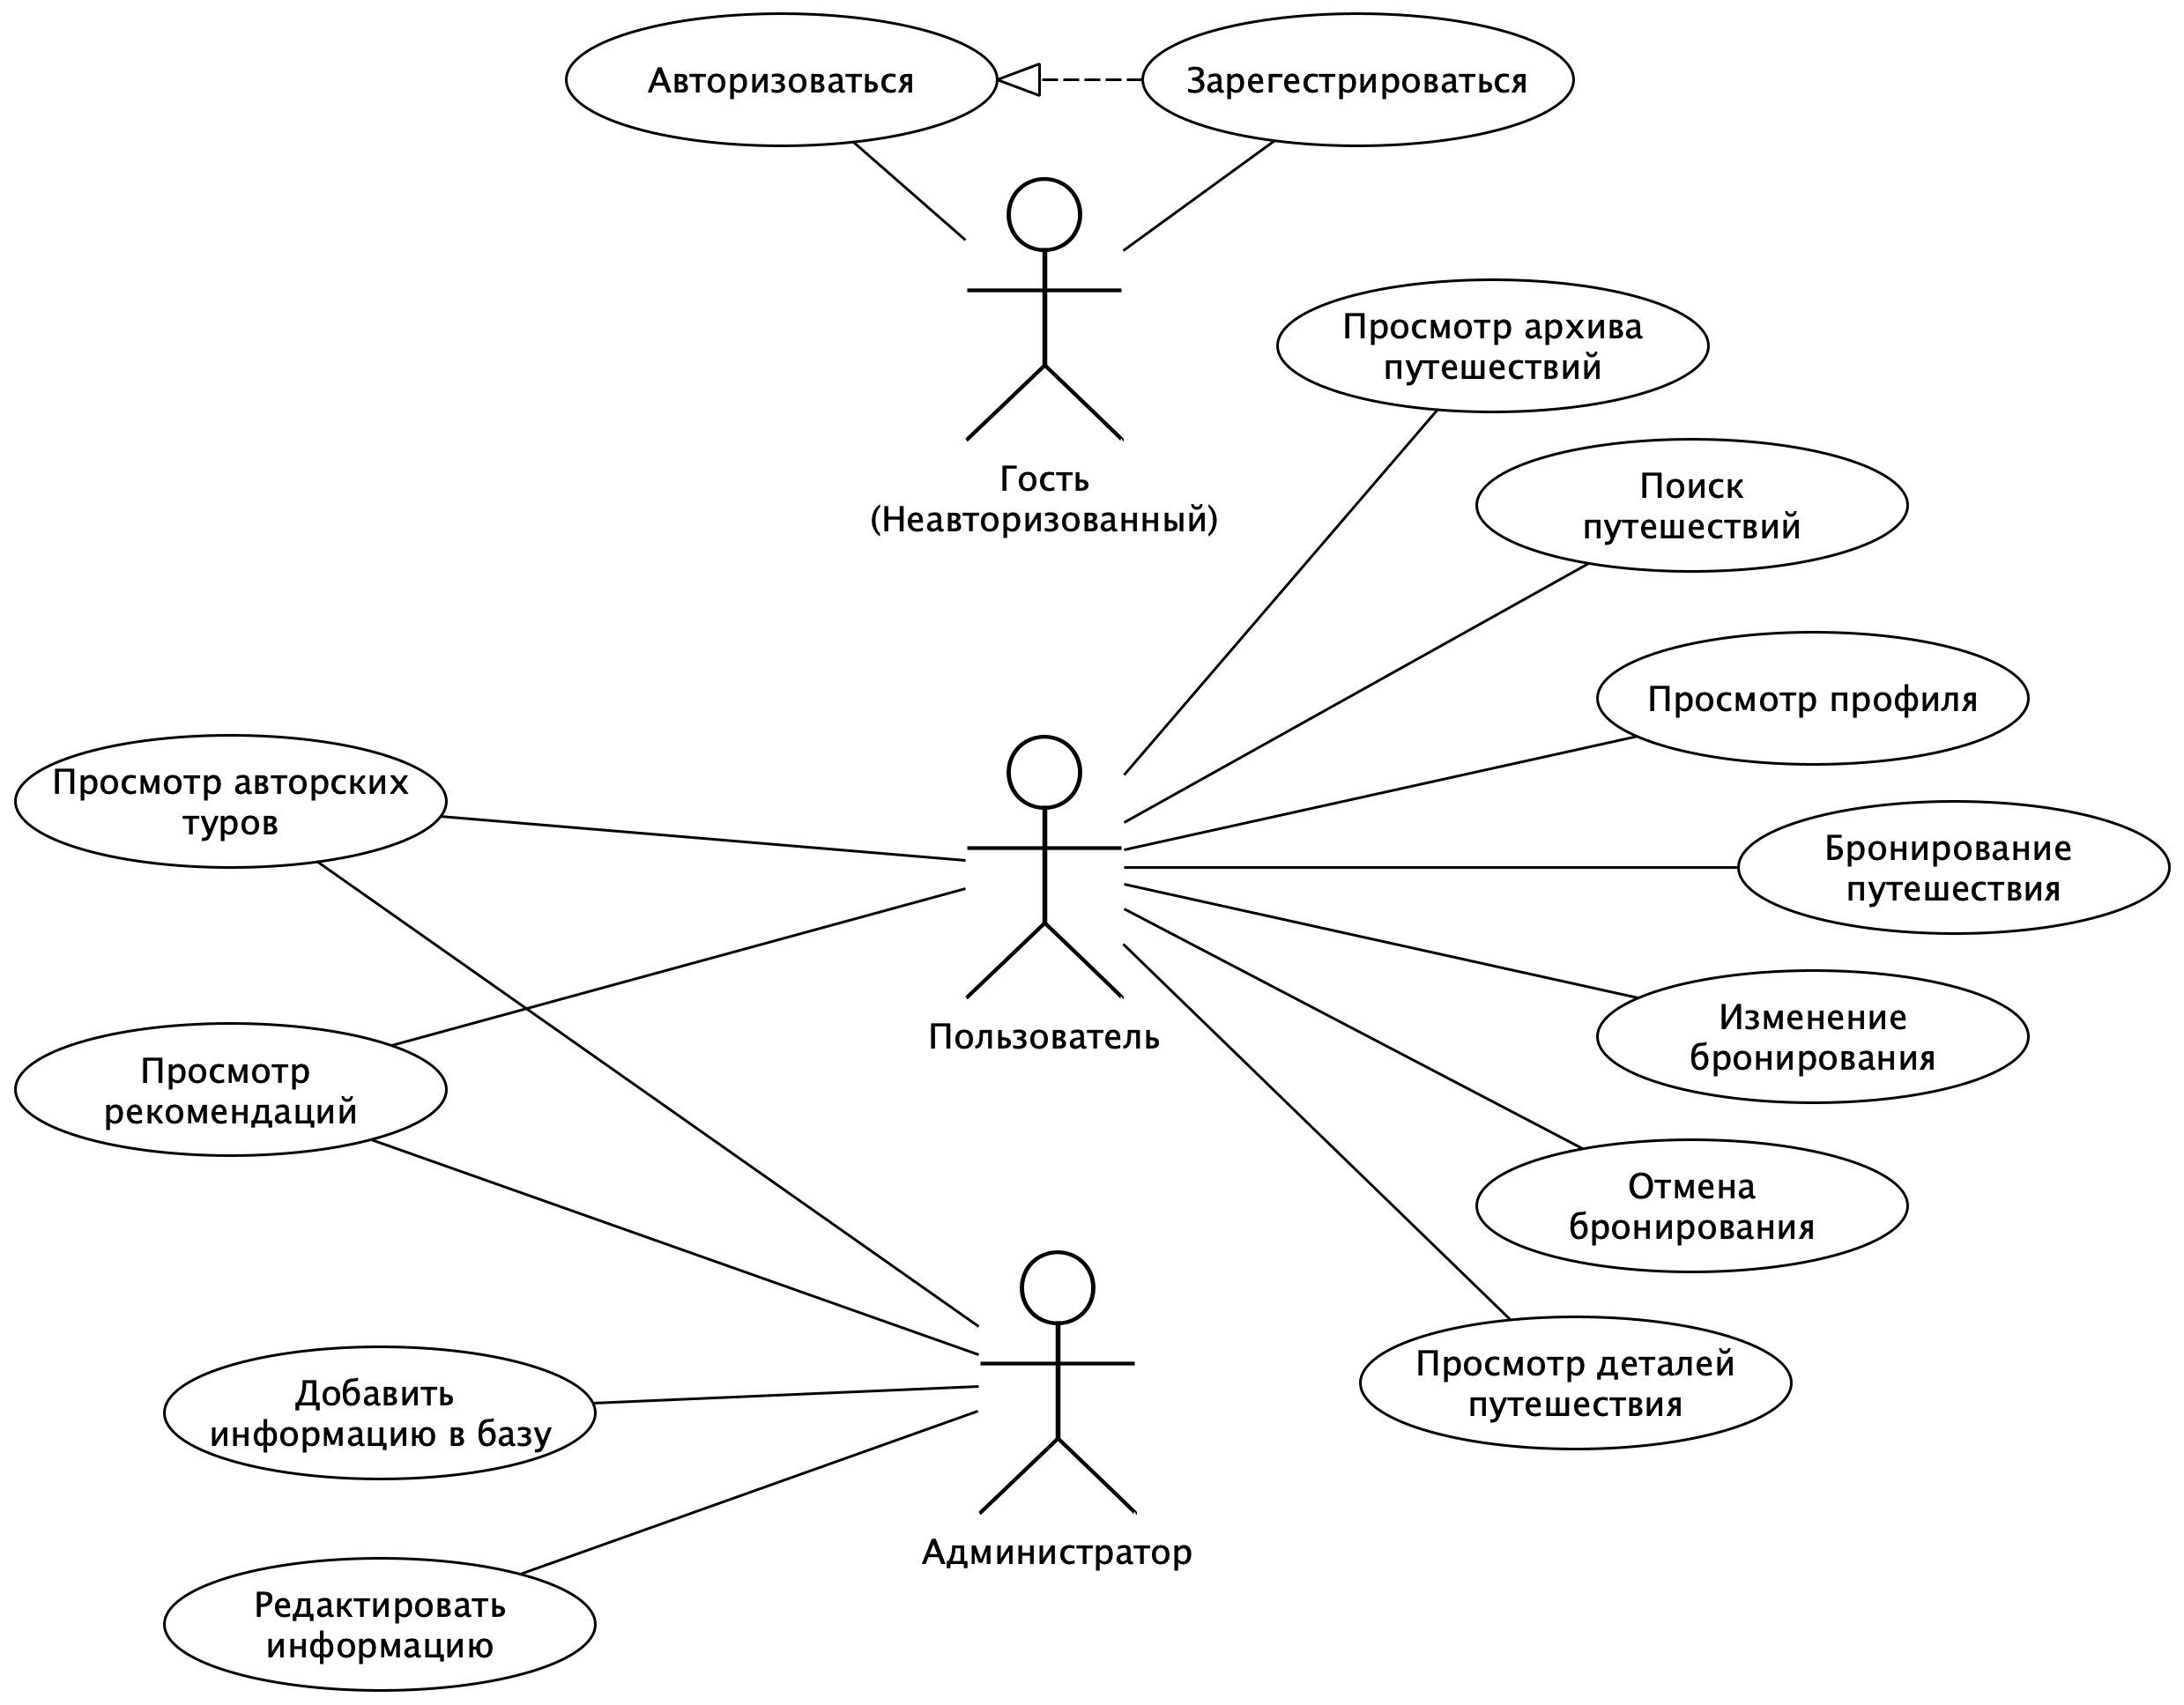 Авторизоваться
Зарегестрироваться
Гость
(Неавторизованный)
Просмотр архива
путешествий
Поиск
путешествий
Просмотр профиля
Просмотр авторских
туров
Бронирование
путешествия
Пользователь
Изменение
бронирования
Просмотр
рекомендаций
Отмена
бронирования
Просмотр деталей
путешествия
Добавить
информацию в базу
Администратор
Редактировать
информацию